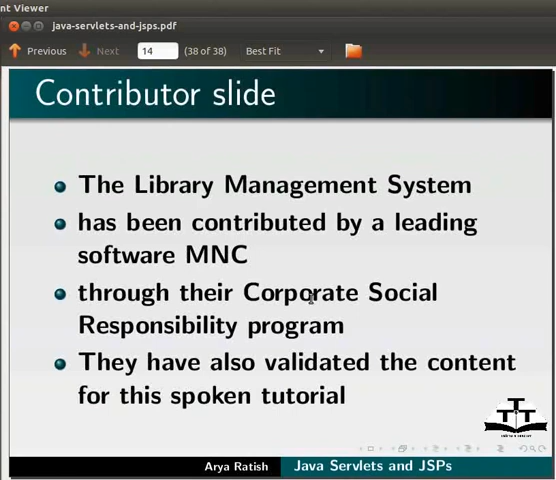 nt Viewer
java-servlets-and-jsps.pdf
Previous Next 14 (38 of 38) Best Fit
Contributor slide
The Library Management System
has been contributed by a leading
software MNC
through their Corporate Social
Responsibility program
They have also validated the content
for this spoken tutorial
Arya Ratish Java Servlets and JSPs